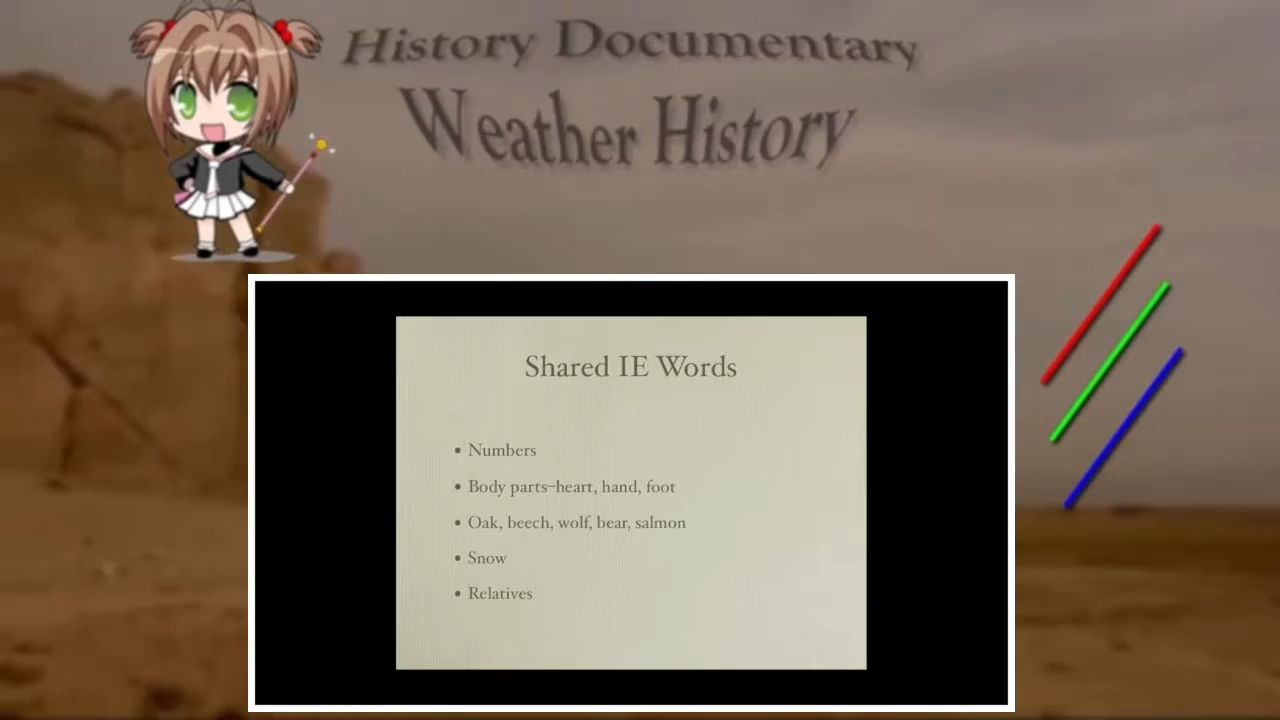 History Documentary
Weather History
Shared IE Words
• Numbers
• Body parts–heart, hand, foot
• Oak, beech, wolf, bear, salmon
• Snow
• Relatives